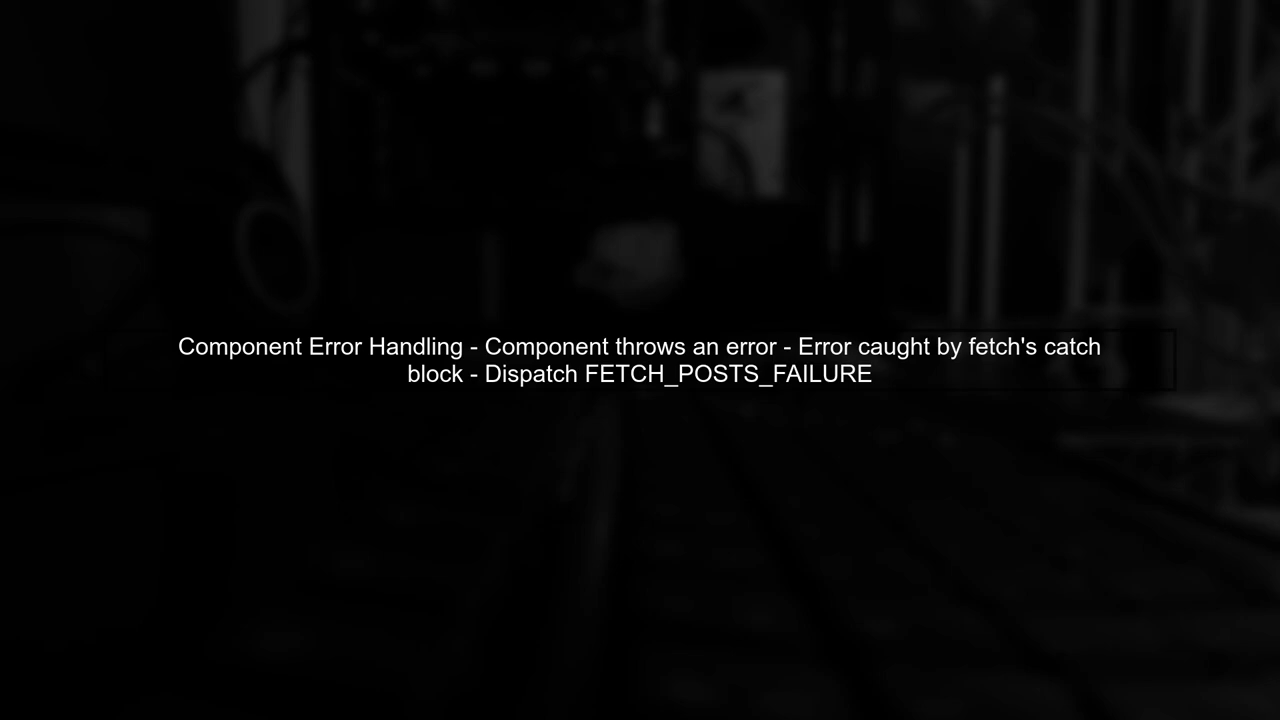 Component Error Handling - Component throws an error - Error caught by fetch's catch
block - Dispatch FETCH_POSTS_FAILURE